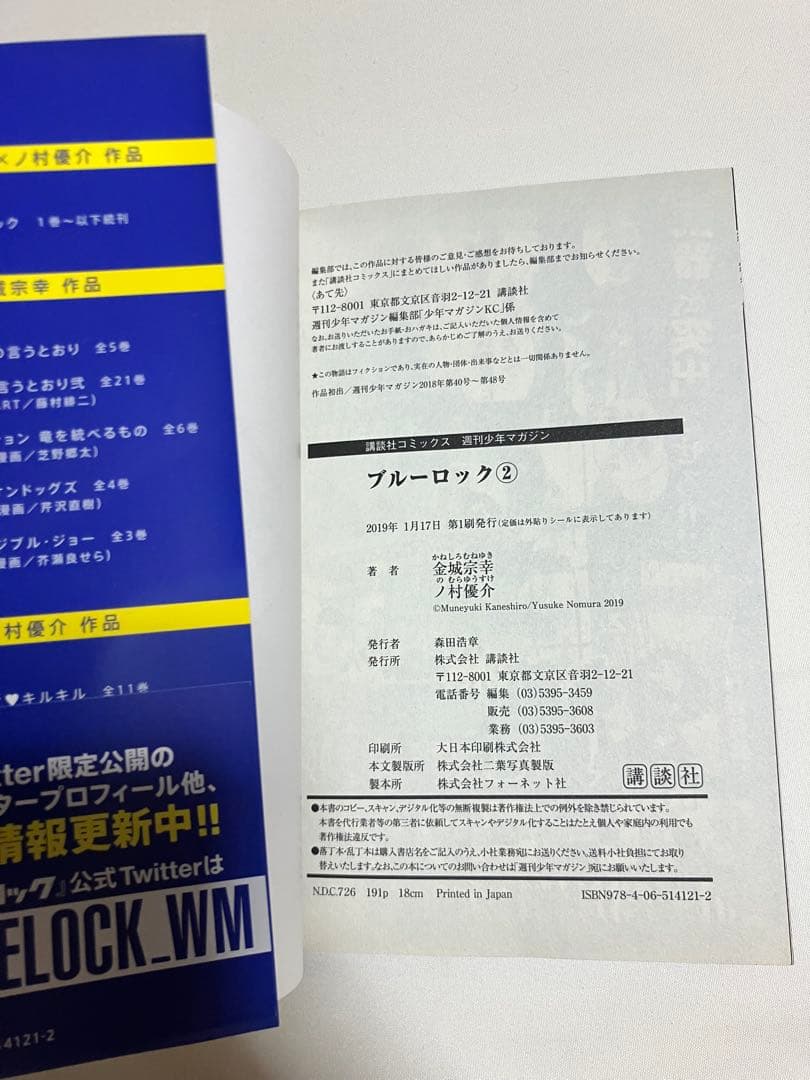 ×ノ村優介 作品
ック 1巻〜以下続刊
城宗幸 作品
の言うとおり 全5巻
言うとおり弐 全21巻
ART／藤村緋二）
ション 竜を統べるもの 全6巻
漫画／芝野郷太）
オンドッグズ 全4巻
漫画／芹沢直樹）
ジブル・ジョー 全3巻
漫画／芥瀬良せら）
村優介 作品
♥キルキル 全11巻
tter限定公開の
タープロフィール他、
情報更新中!!
ロック』公式Twitterは
ELOCK_WM
4121-2
編集部では、この作品に対する皆様のご意見・ご感想をお待ちしております。
また「講談社コミックス」にまとめてほしい作品がありましたら、編集部までお知らせください。
〈あて先〉
〒112-8001 東京都文京区音羽2-12-21 講談社
週刊少年マガジン編集部「少年マガジンKC」係
なお、お送りいただいたお手紙・おハガキは、ご記入いただいた個人情報を含めて
著者にお渡しすることがありますので、あらかじめご了解のうえ、お送りください。
★この物語はフィクションであり、実在の人物・団体・出来事などとは一切関係ありません。
作品初出／週刊少年マガジン2018年第40号〜第48号
講談社コミックス 週刊少年マガジン
ブルーロック②
2019年 1月17日 第1刷発行(定価は外貼りシールに表示してあります)
かねしろむねゆき
著 者 金城宗幸
の むらゆうすけ
ノ村優介
©Muneyuki Kaneshiro/Yusuke Nomura 2019
発行者 森田浩章
発行所 株式会社 講談社
〒112-8001 東京都文京区音羽2-12-21
電話番号 編集 (03)5395-3459
販売 (03)5395-3608
業務 (03)5395-3603
印刷所 大日本印刷株式会社
本文製版所 株式会社二葉写真製版
製本所 株式会社フォーネット社
講談社
●本書のコピー、スキャン、デジタル化等の無断複製は著作権法上での例外を除き禁じられています。
本書を代行業者等の第三者に依頼してスキャンやデジタル化することはたとえ個人や家庭内の利用でも
著作権法違反です。
●落丁本・乱丁本は購入書店名をご記入のうえ、小社業務宛にお送りください。送料小社負担にてお取り
替えいたします。なお、この本についてのお問い合わせは「週刊少年マガジン」宛にお願いいたします。
N.D.C.726 191p 18cm Printed in Japan ISBN978-4-06-514121-2